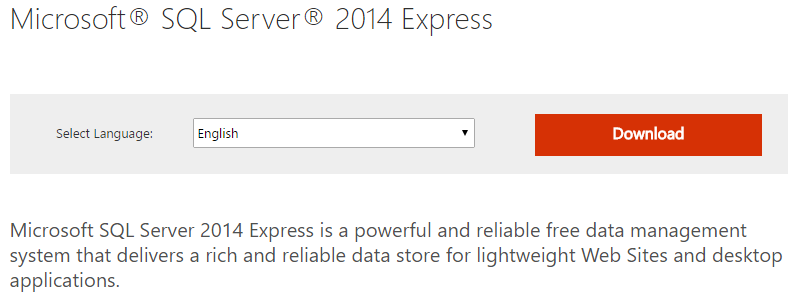 Microsoft® SQL Server® 2014 Express
Select Language:
English
Download
Microsoft SQL Server 2014 Express is a powerful and reliable free data management
system that delivers a rich and reliable data store for lightweight Web Sites and desktop
applications.